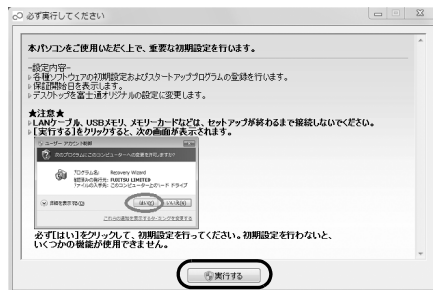 必ず実行してください
本パソコンをご使用いただく上で、重要な初期設定を行います。
-設定内容-
・各種ソフトウェアの初期設定およびスタートアッププログラムの登録を行います。
・保証開始日を表示します。
・デスクトップを富士通オリジナルの設定に変更します。
★注意★
・LANケーブル、USBメモリ、メモリーカードなどは、セットアップが終わるまで接続しないでください。
・【実行する】をクリックすると、次の画面が表示されます。
ユーザー アカウント制御
次のプログラムにこのコンピューターへの変更を許可しますか?
プログラム名: Recovery Wizard
確認済みの発行元: FUJITSU LIMITED
ファイルの入手先: このコンピューター上のハード ドライブ
詳細を表示する(D)
はい(Y)
いいえ(N)
これらの通知を表示するタイミングを変更する
必ず[はい]をクリックして、初期設定を行ってください。初期設定を行わないと、
いくつかの機能が使用できません。
実行する